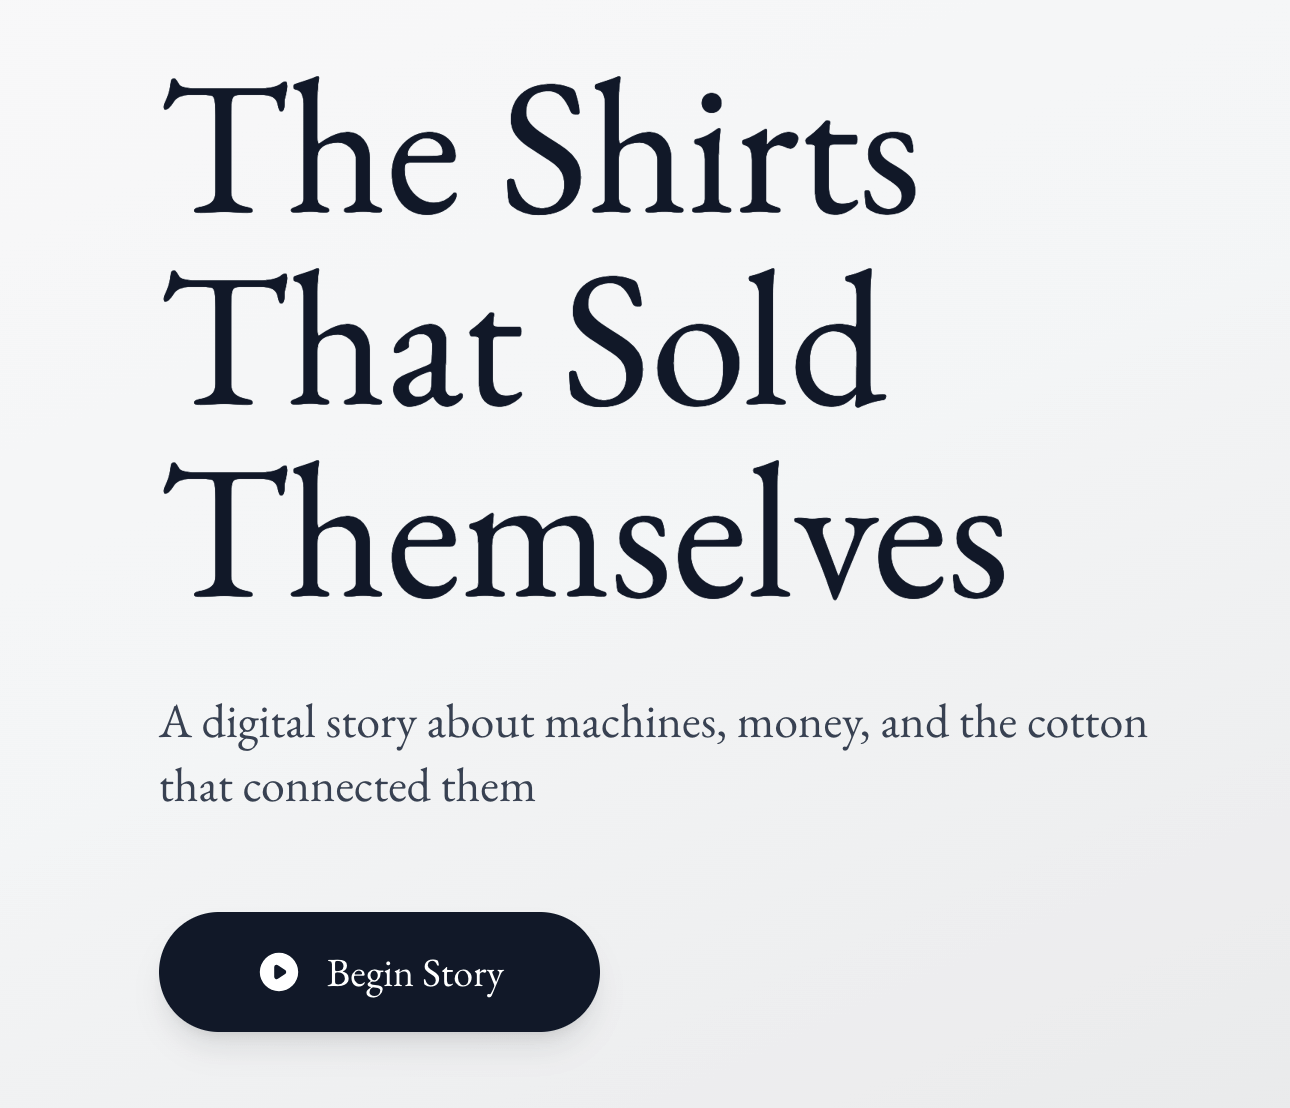 The Shirts
That Sold
Themselves
A digital story about machines, money, and the cotton
that connected them
Begin Story